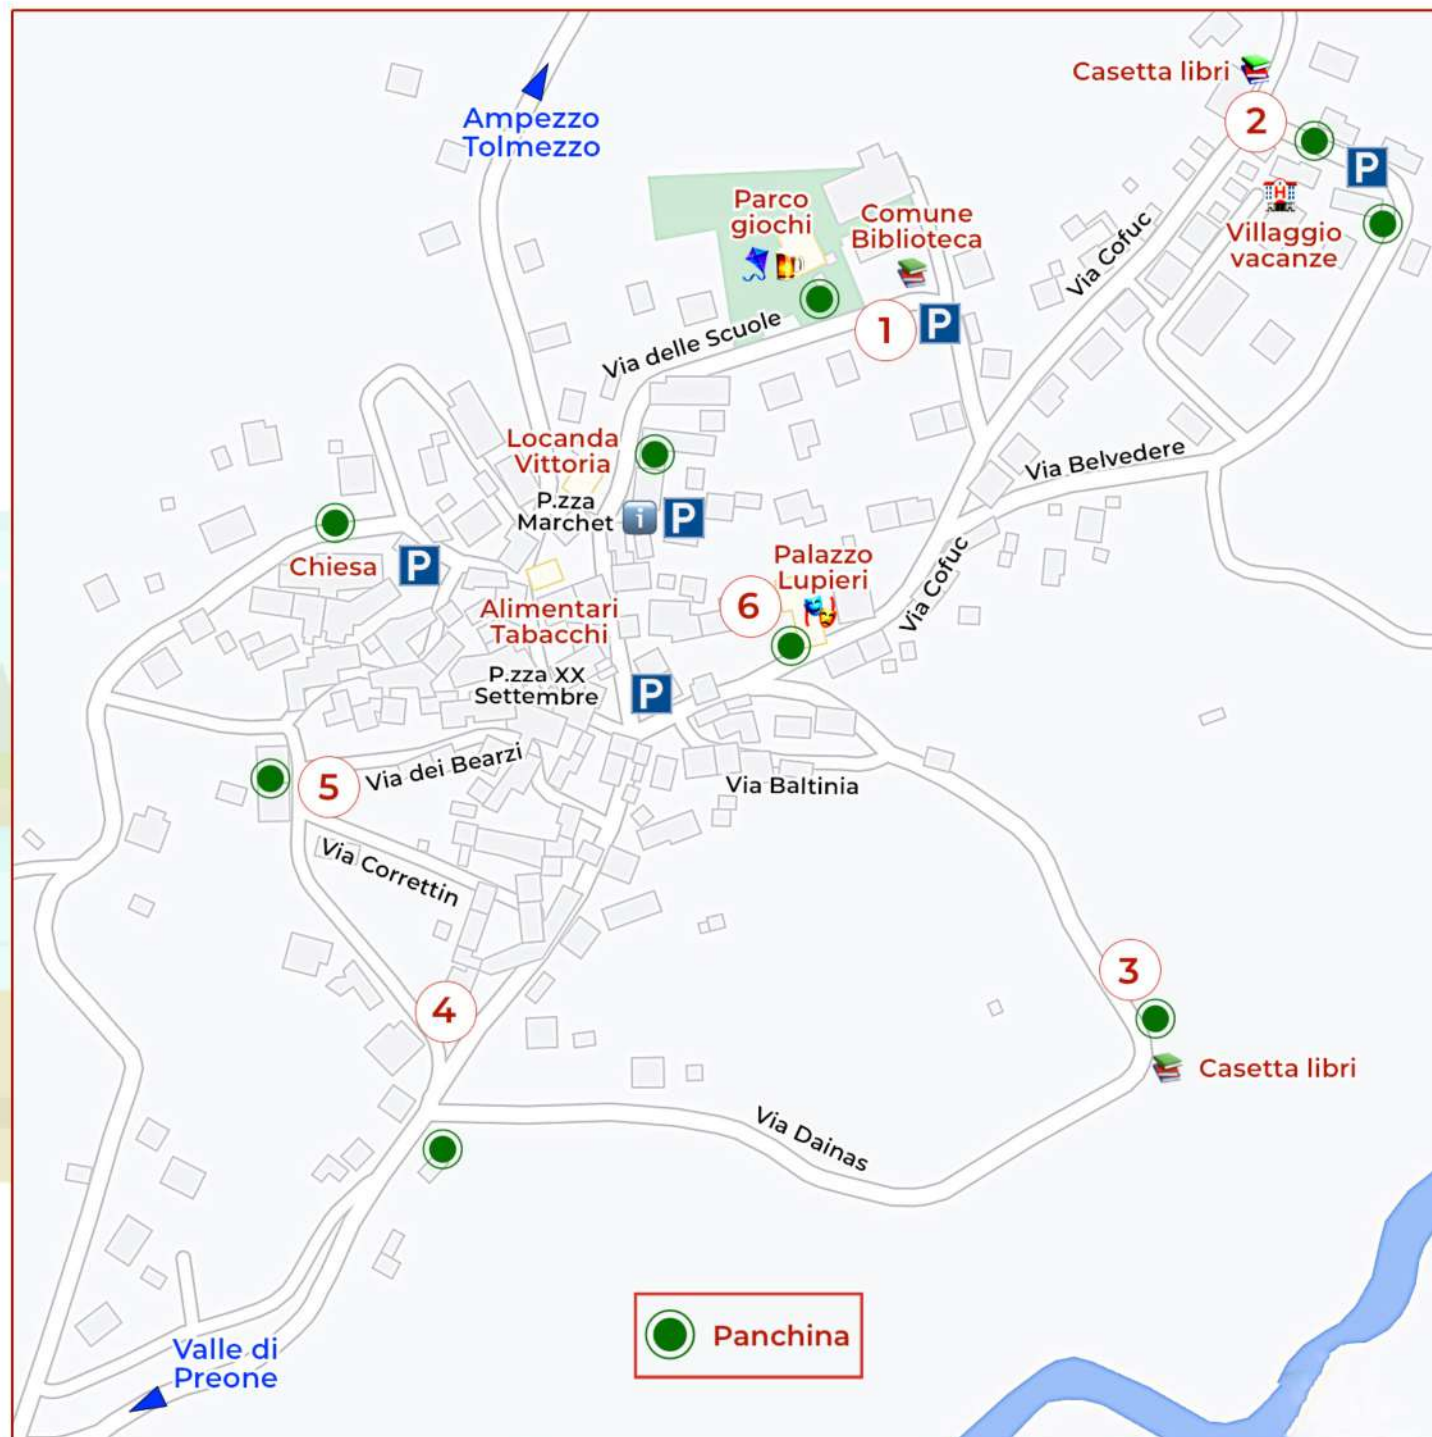 Casetta libri
2
P
Ampezzo
Tolmezzo
Parco
giochi
Comune
Biblioteca
H
Villaggio
vacanze
Via Cofuc
1
P
Via delle Scuole
Locanda
Vittoria
Via Belvedere
P.zza
Marchet
i
P
Chiesa
P
Palazzo
Lupieri
Via Cofuc
6
Alimentari
Tabacchi
P.zza XX
Settembre
P
5
Via dei Bearzi
Via Baltinia
Via Correttin
3
4
Casetta libri
Via Dainas
Panchina
Valle di
Preone